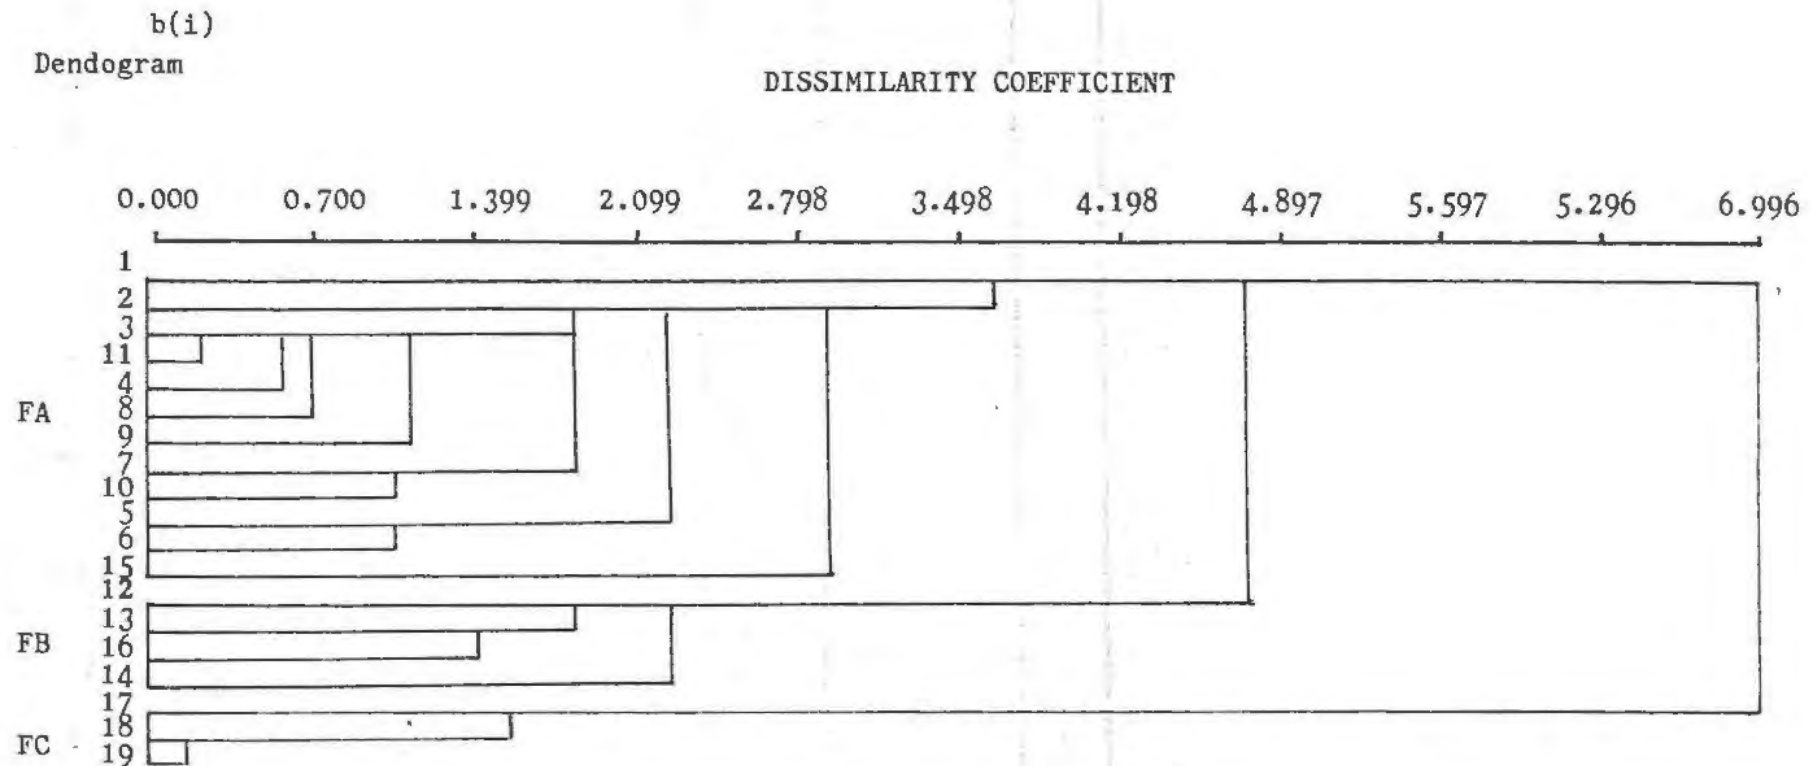 b(i)
Dendogram
DISSIMILARITY COEFFICIENT
0.000 0.700 1.399 2.099 2.798 3.498 4.198 4.897 5.597 5.296 6.996
1
2
3
11
4
FA 8
9
7
10
5
6
15
12
13
FB 16
14
17
18
FC 19